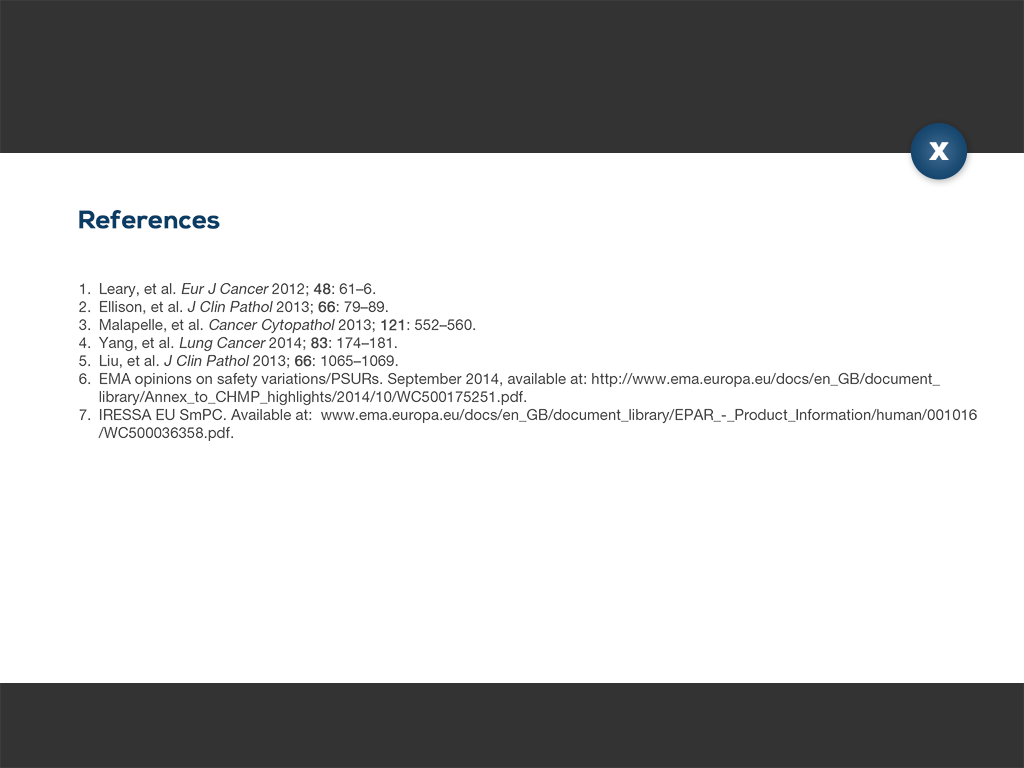 X
References
1. Leary, et al. Eur J Cancer 2012; 48: 61–6.
2. Ellison, et al. J Clin Pathol 2013; 66: 79–89.
3. Malapelle, et al. Cancer Cytopathol 2013; 121: 552–560.
4. Yang, et al. Lung Cancer 2014; 83: 174–181.
5. Liu, et al. J Clin Pathol 2013; 66: 1065–1069.
6. EMA opinions on safety variations/PSURs. September 2014, available at: http://www.ema.europa.eu/docs/en_GB/document_
library/Annex_to_CHMP_highlights/2014/10/WC500175251.pdf.
7. IRESSA EU SmPC. Available at: www.ema.europa.eu/docs/en_GB/document_library/EPAR_-_Product_Information/human/001016
/WC500036358.pdf.